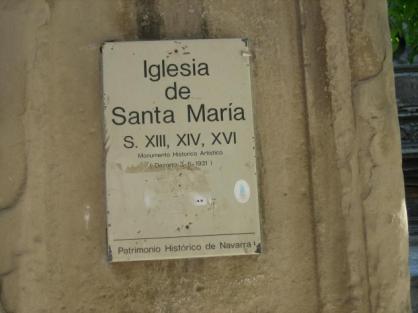 Iglesia
de
Santa María
S. XIII, XIV, XVI
Monumento Histórico Artístico
( Decreto 3-6-1931 )
Patrimonio Histórico de Navarra